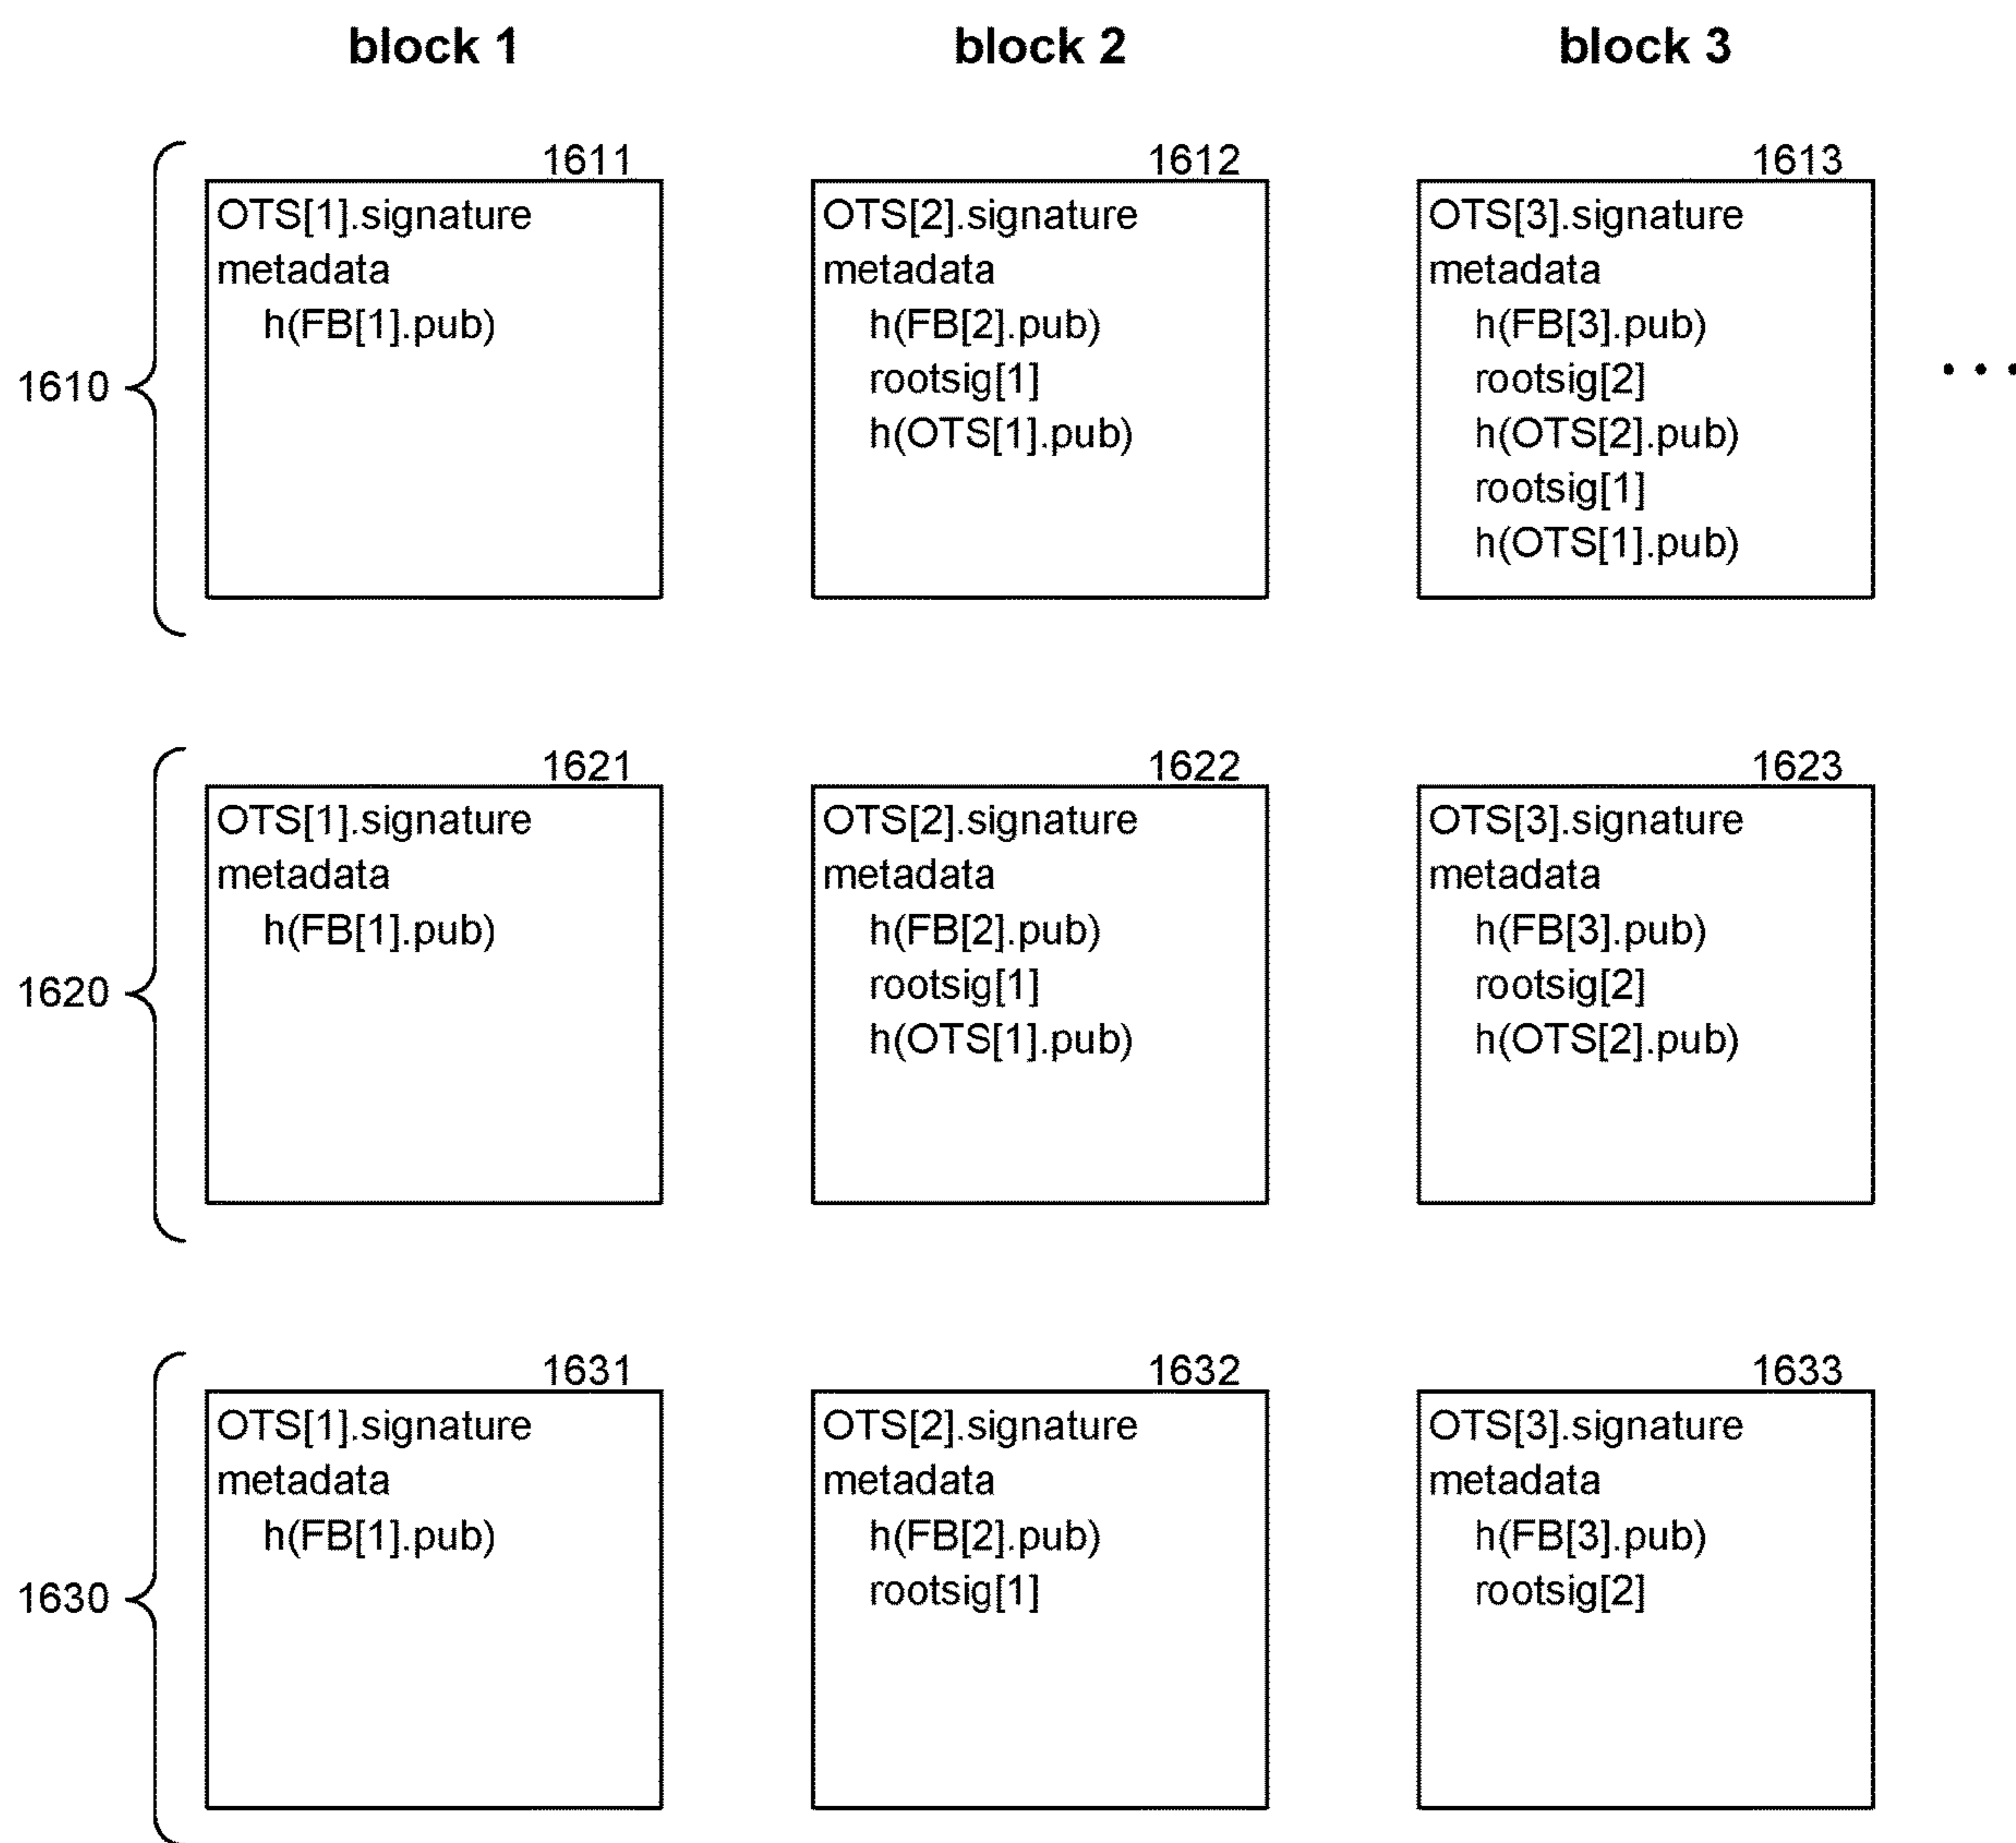 block 1
block 2
block 3
1610
1611
OTS[1].signature
metadata
h(FB[1].pub)
1612
OTS[2].signature
metadata
h(FB[2].pub)
rootsig[1]
h(OTS[1].pub)
1613
OTS[3].signature
metadata
h(FB[3].pub)
rootsig[2]
h(OTS[2].pub)
rootsig[1]
h(OTS[1].pub)
...
1620
1621
OTS[1].signature
metadata
h(FB[1].pub)
1622
OTS[2].signature
metadata
h(FB[2].pub)
rootsig[1]
h(OTS[1].pub)
1623
OTS[3].signature
metadata
h(FB[3].pub)
rootsig[2]
h(OTS[2].pub)
1630
1631
OTS[1].signature
metadata
h(FB[1].pub)
1632
OTS[2].signature
metadata
h(FB[2].pub)
rootsig[1]
1633
OTS[3].signature
metadata
h(FB[3].pub)
rootsig[2]